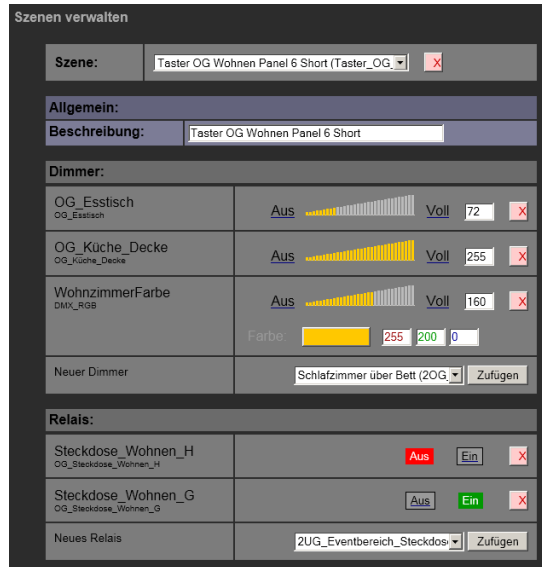 Szenen verwalten
Szene: Taster OG Wohnen Panel 6 Short (Taster_OG_ X
Allgemein:
Beschreibung: Taster OG Wohnen Panel 6 Short
Dimmer:
OG_Esstisch
OG_Esstisch
Aus Voll 72 X
OG_Küche_Decke
OG_Küche_Decke
Aus Voll 255 X
WohnzimmerFarbe
DMX_RGB
Aus Voll 160 X
Farbe: 255 200 0
Neuer Dimmer Schlafzimmer über Bett (2OG_ Zufügen
Relais:
Steckdose_Wohnen_H
OG_Steckdose_Wohnen_H
Aus Ein X
Steckdose_Wohnen_G
OG_Steckdose_Wohnen_G
Aus Ein X
Neues Relais 2UG_Eventbereich_Steckdos Zufügen